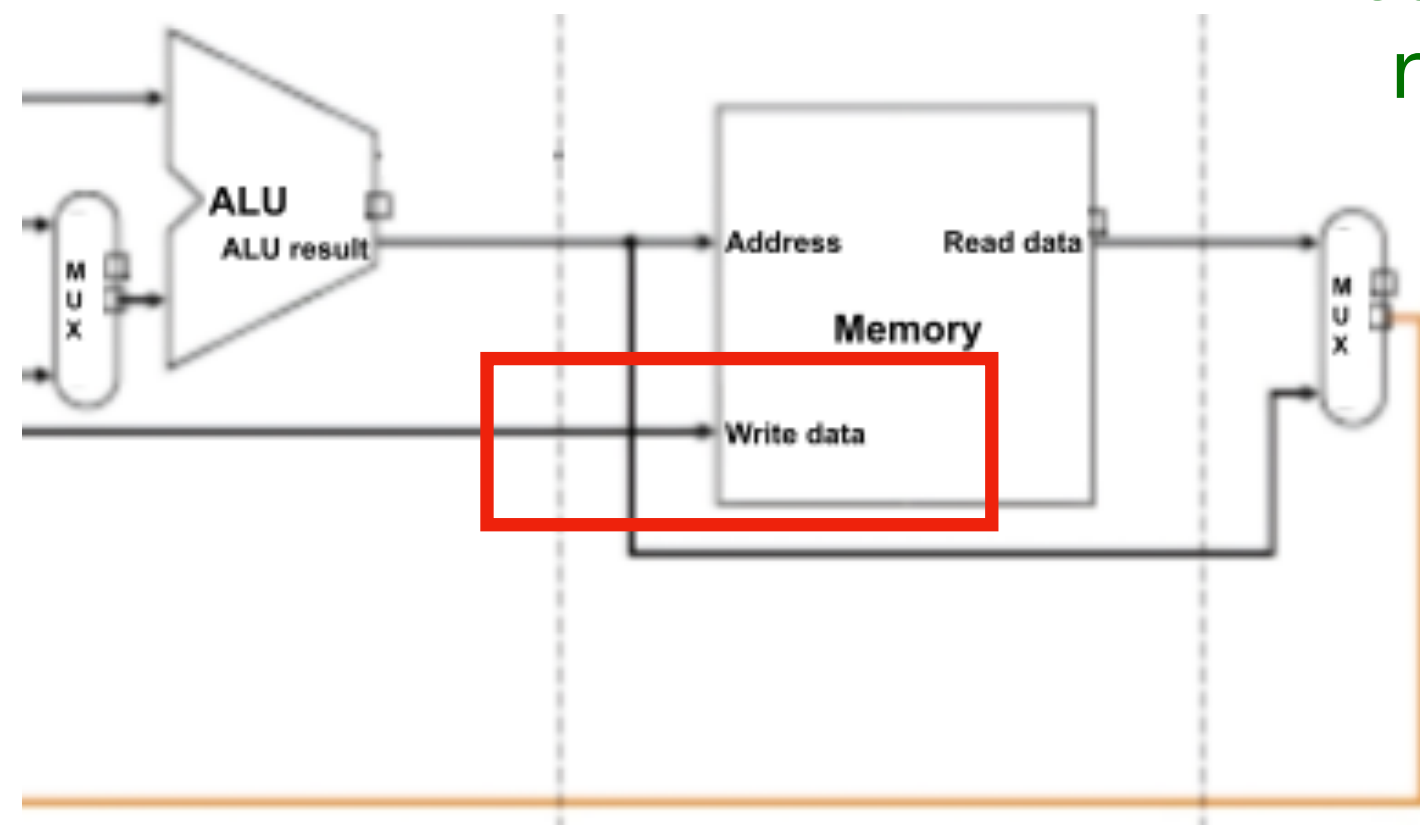 r
ALU
ALU result
M
U
X
Address
Read data
Memory
Write data
M
U
X